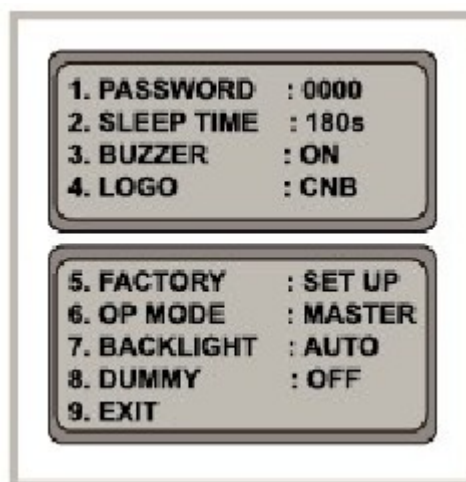 1. PASSWORD : 0000
2. SLEEP TIME : 180s
3. BUZZER : ON
4. LOGO : CNB
5. FACTORY : SET UP
6. OP MODE : MASTER
7. BACKLIGHT : AUTO
8. DUMMY : OFF
9. EXIT